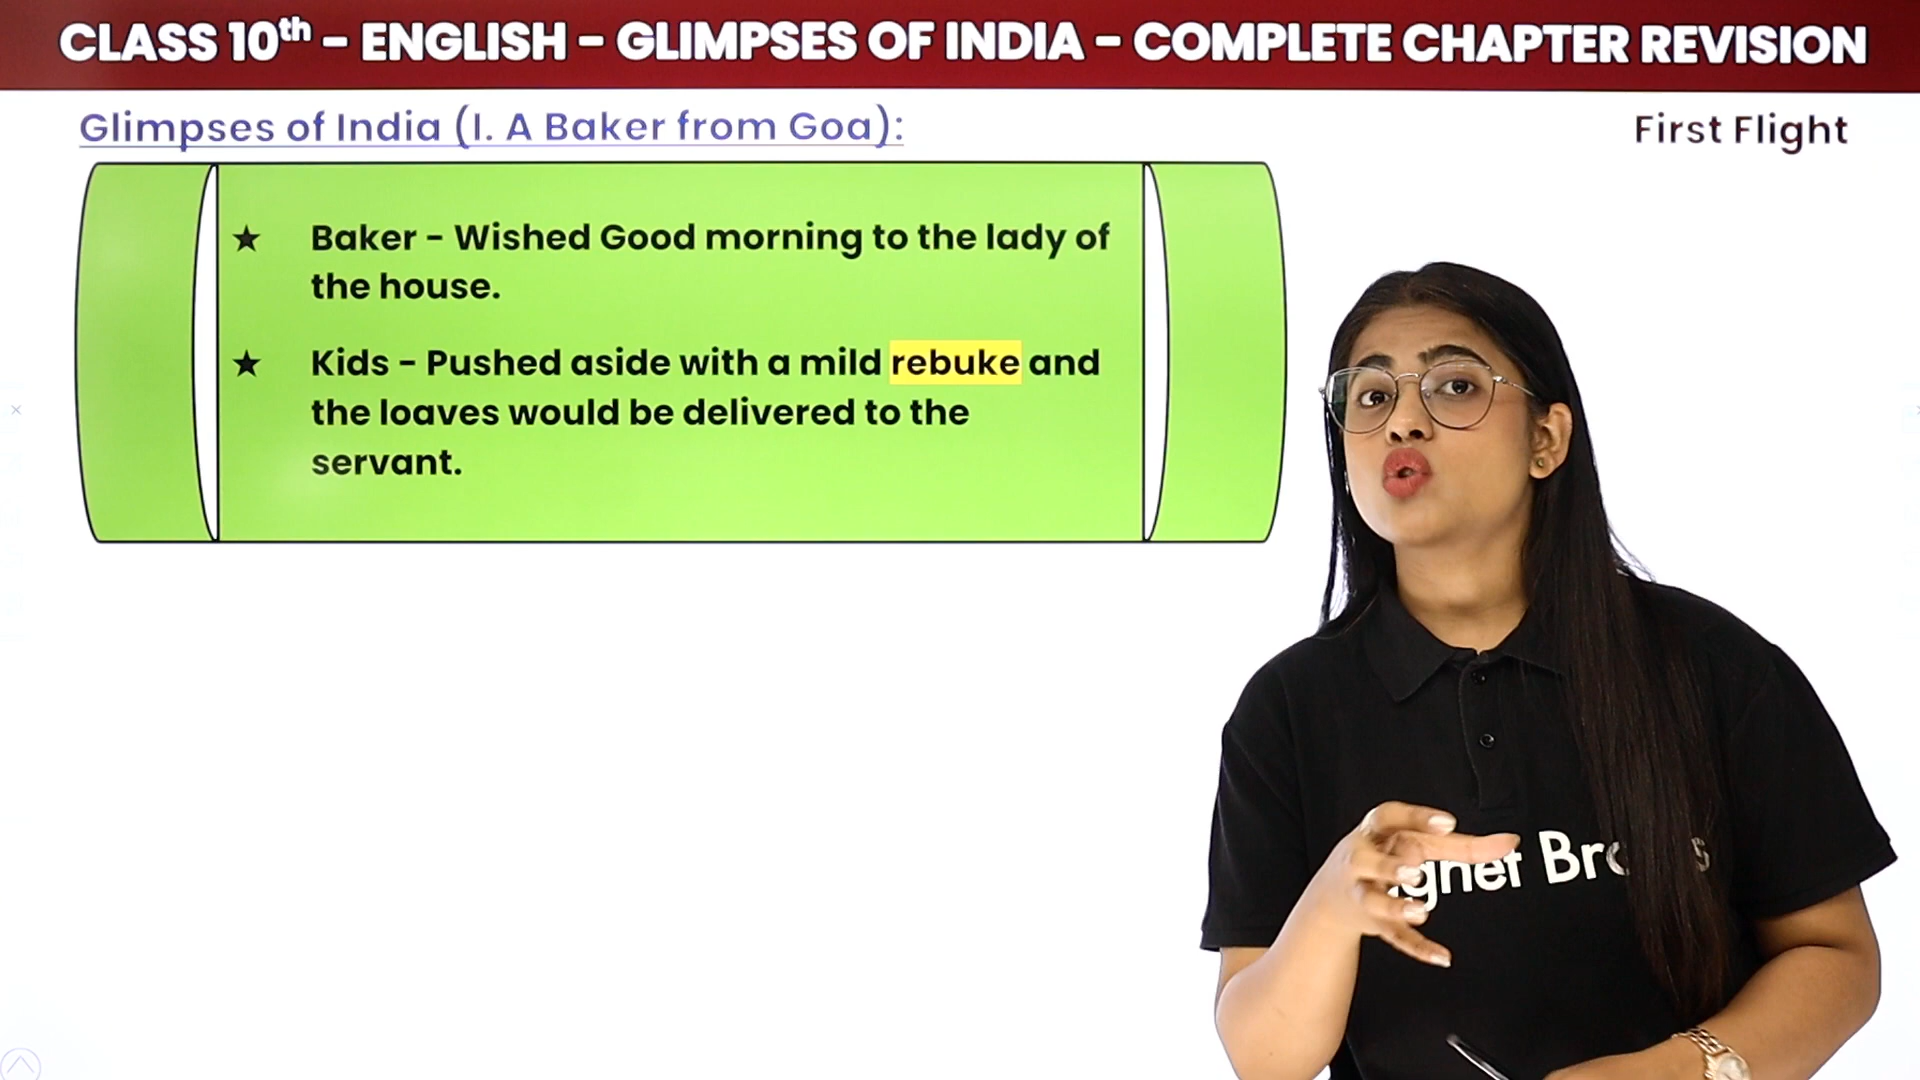 CLASS 10th - ENGLISH - GLIMPSES OF INDIA - COMPLETE CHAPTER REVISION
Glimpses of India (I. A Baker from Goa):
First Flight
★ Baker - Wished Good morning to the lady of
the house.
★ Kids - Pushed aside with a mild rebuke and
the loaves would be delivered to the
servant.